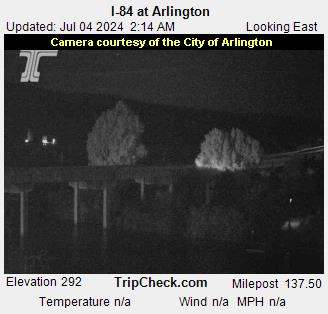 I-84 at Arlington
Updated: Jul 04 2024 2:14 AM Looking East
Camera courtesy of the City of Arlington
Elevation 292 TripCheck.com Milepost 137.50
Temperature n/a Wind n/a MPH n/a